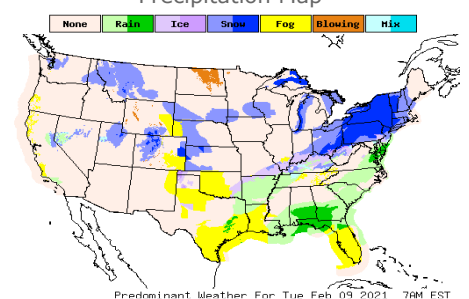 Precipitation Map
None Rain Ice Snow Fog Blowing Mix
Predominant Weather For Tue Feb 09 2021 7AM EST